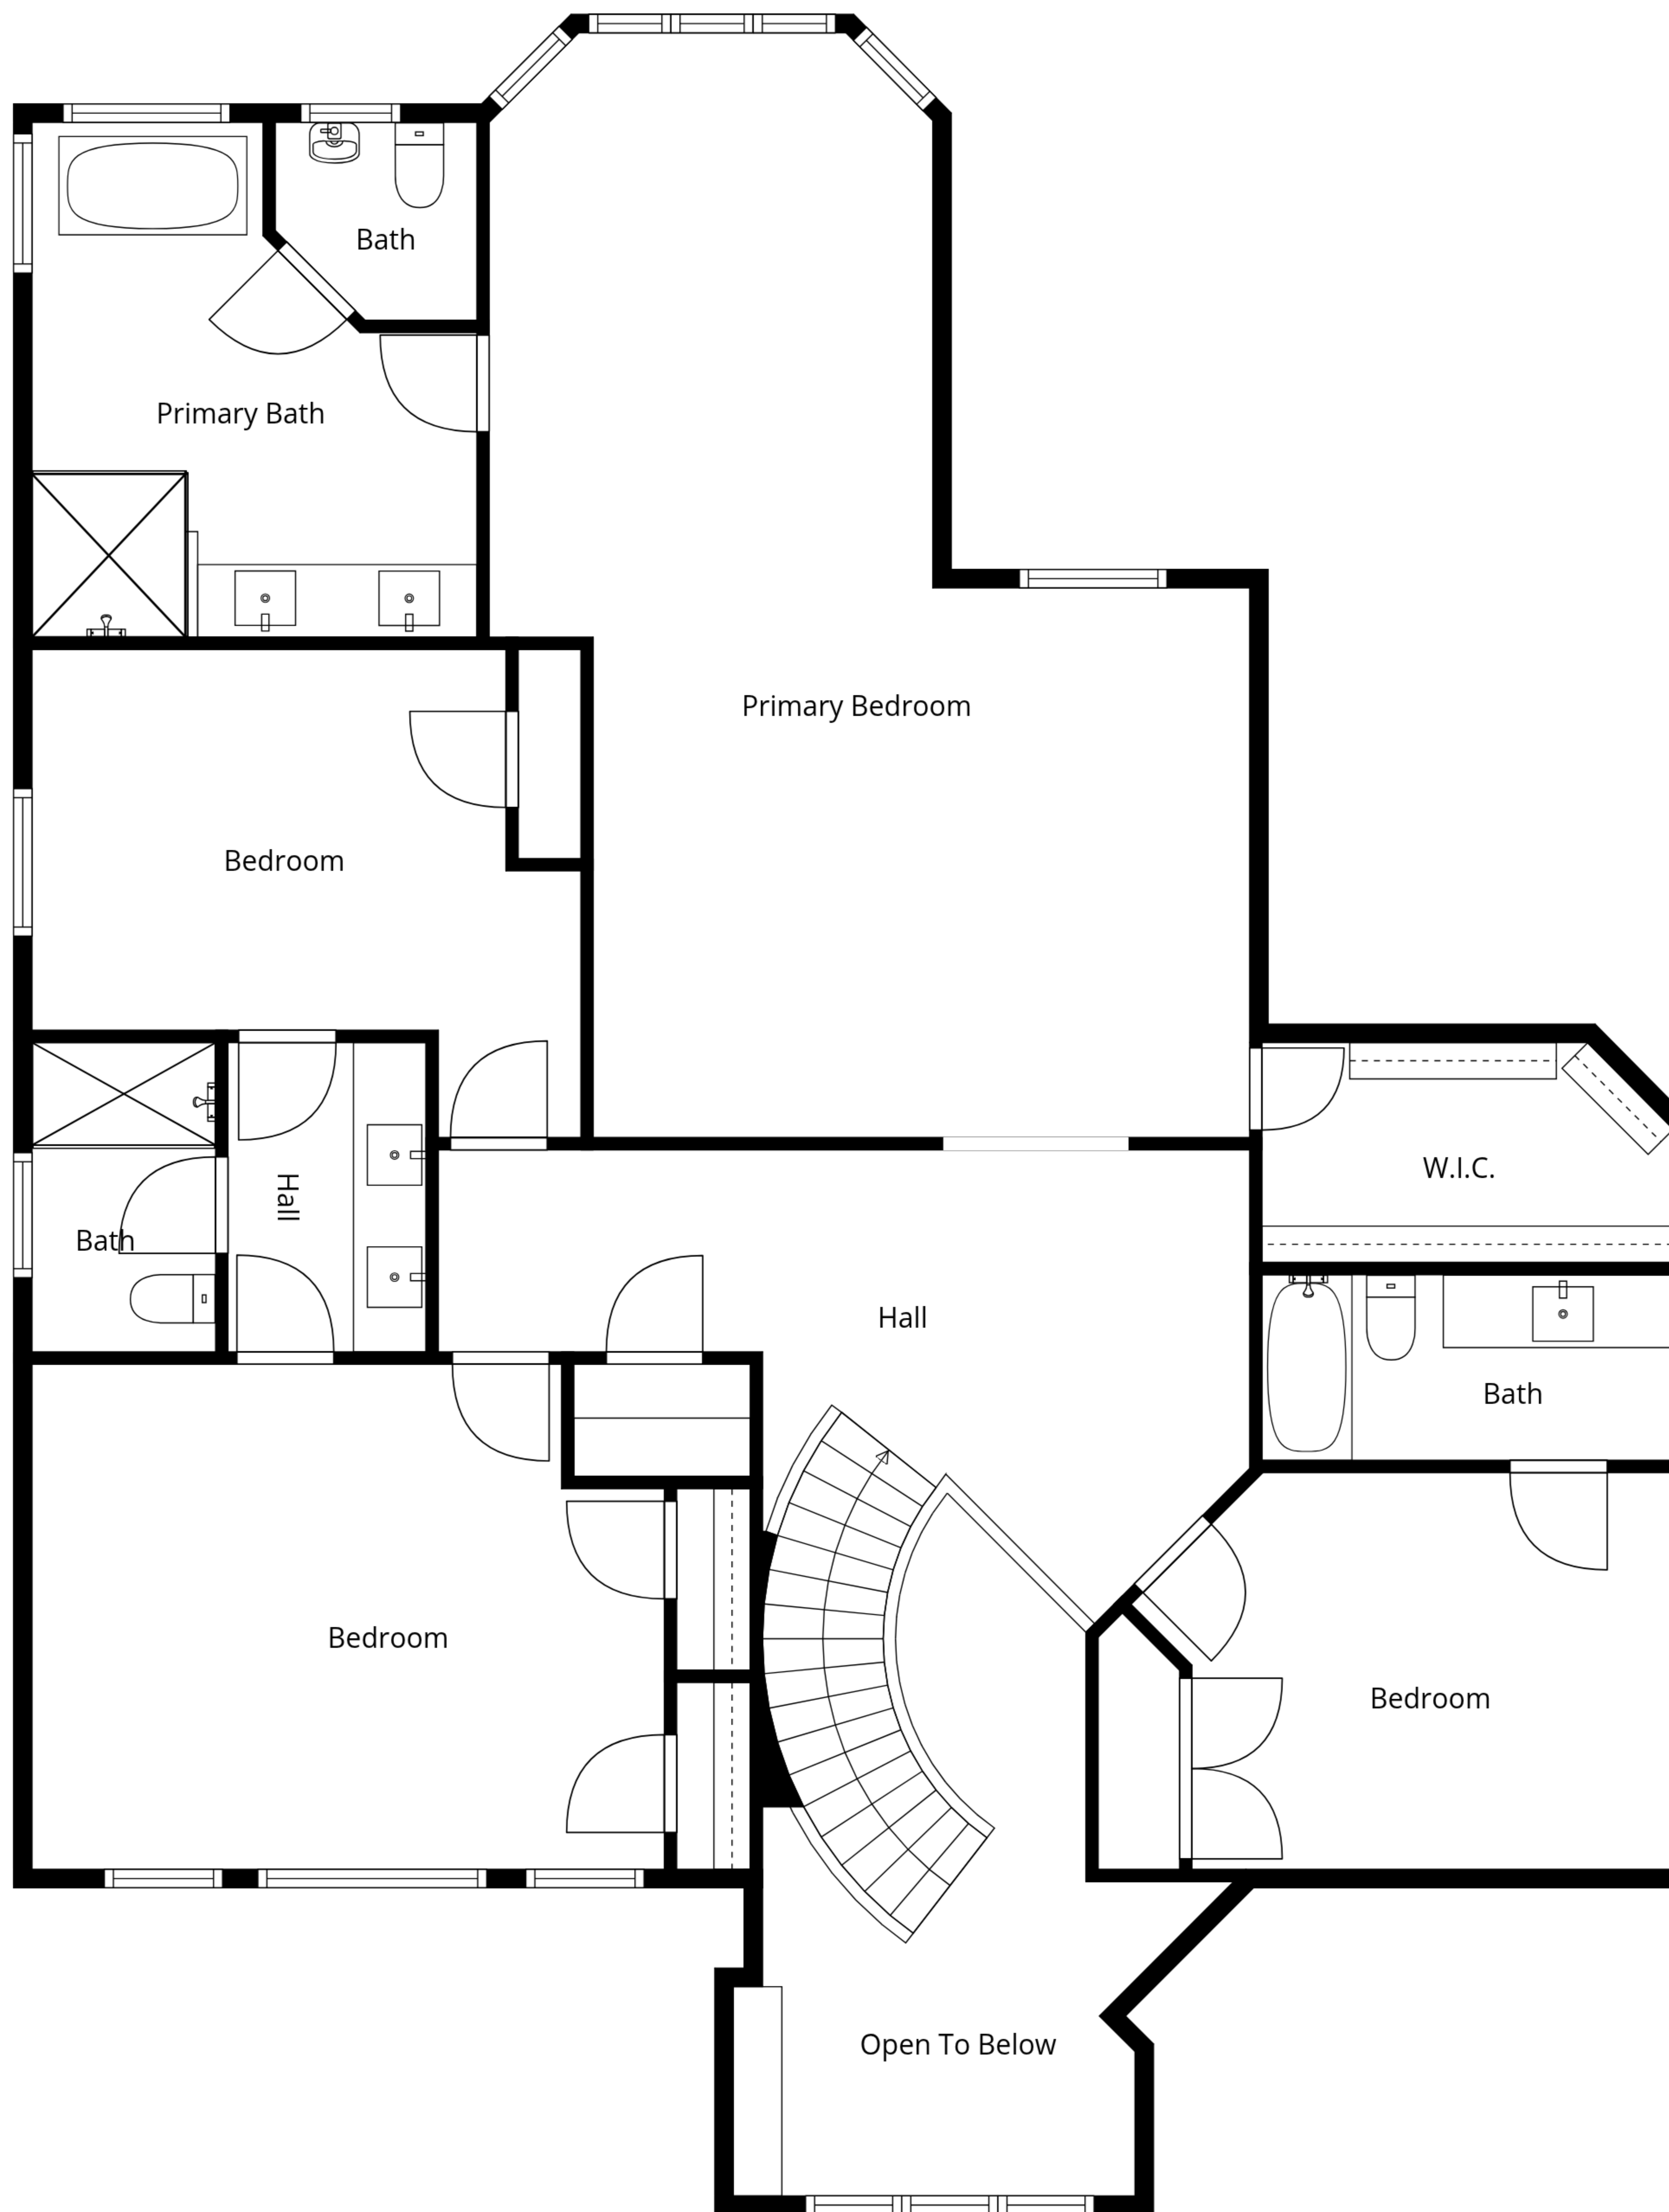 Bath
Primary Bath
Primary Bedroom
Bedroom
W.I.C.
Hall
Bath
Hall
Bath
Bedroom
Bedroom
Open To Below